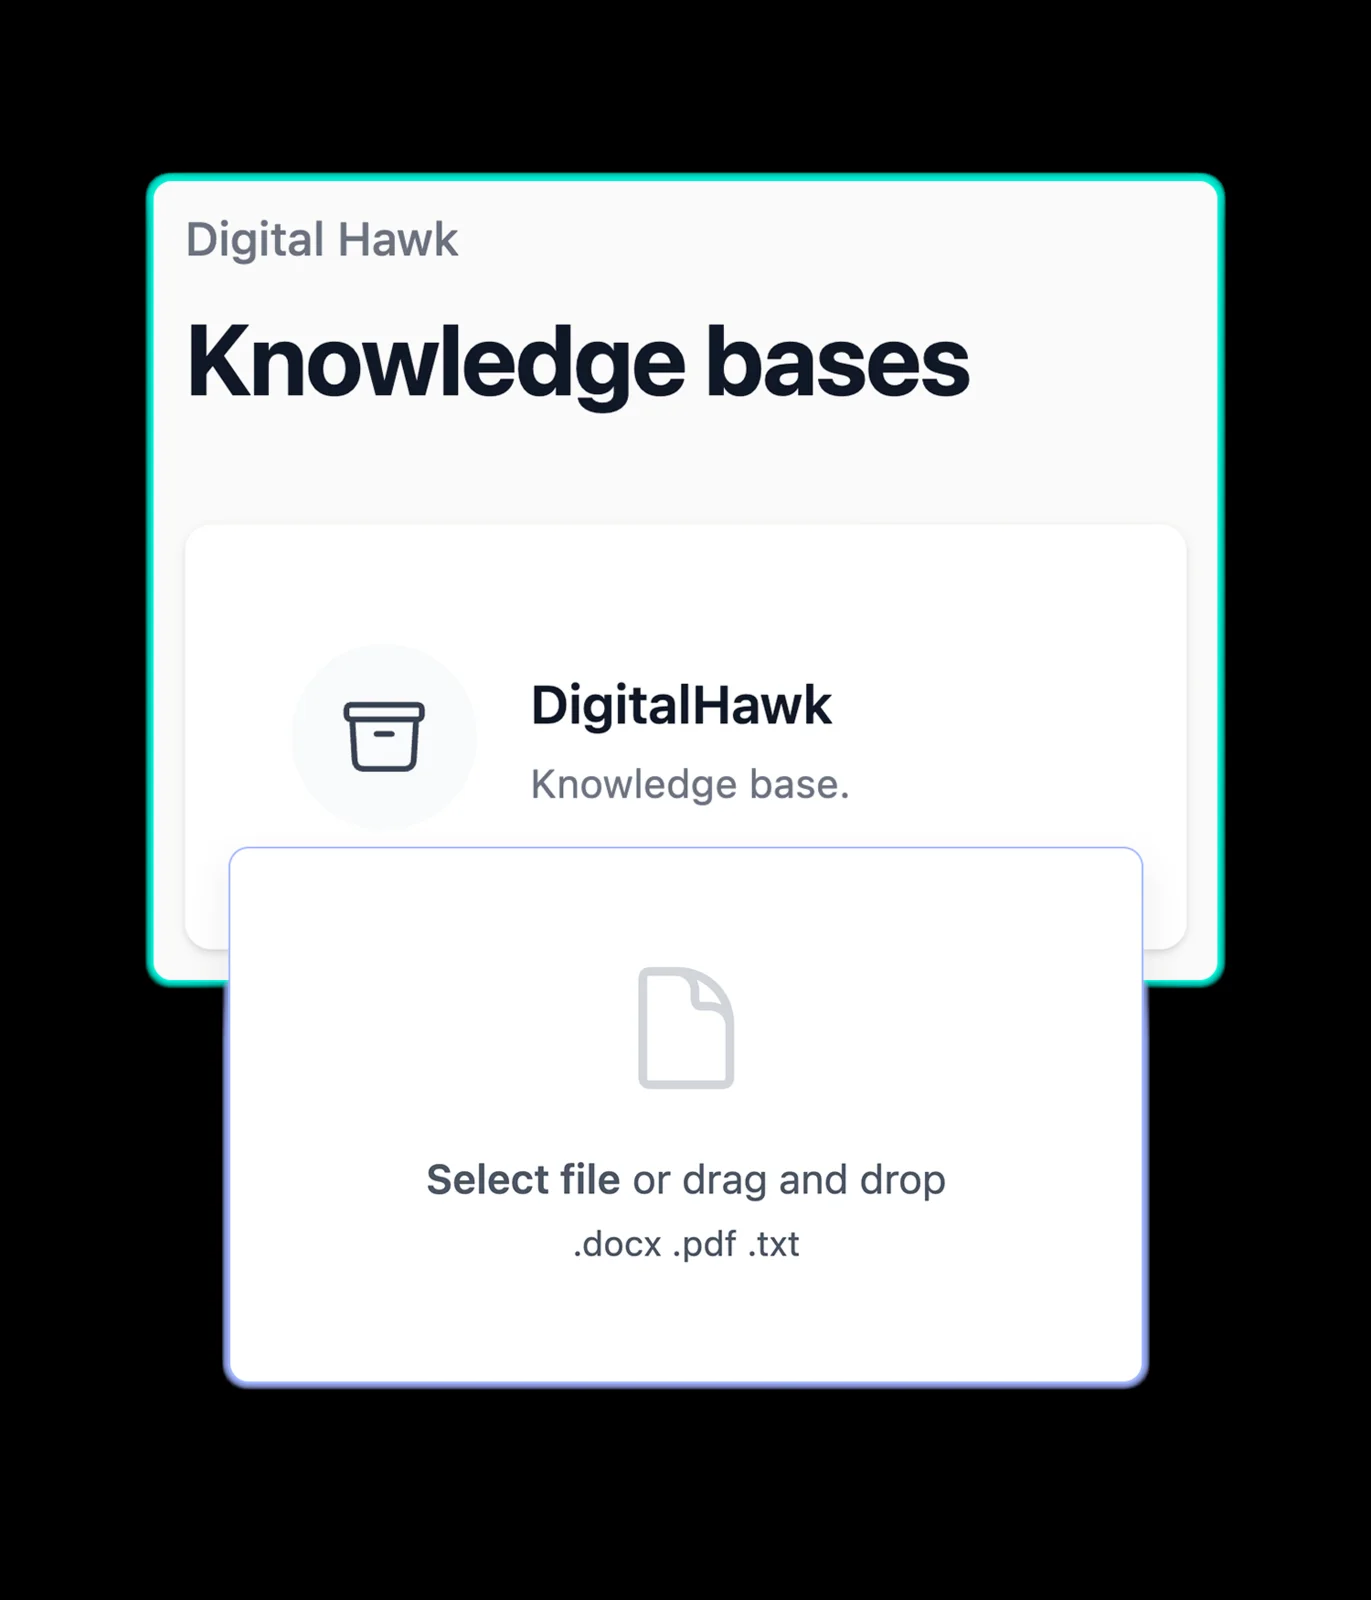 Digital Hawk
Knowledge bases
DigitalHawk
Knowledge base.
Select file or drag and drop
.docx .pdf .txt